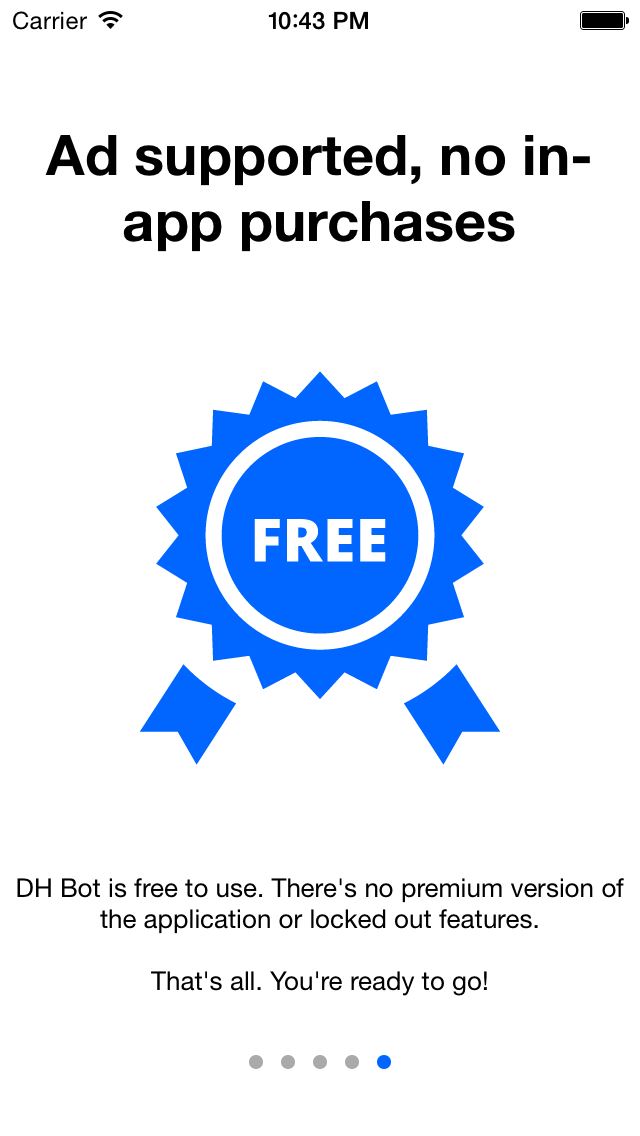 Carrier 10:43 PM
Ad supported, no in-
app purchases
FREE
DH Bot is free to use. There's no premium version of
the application or locked out features.
That's all. You're ready to go!